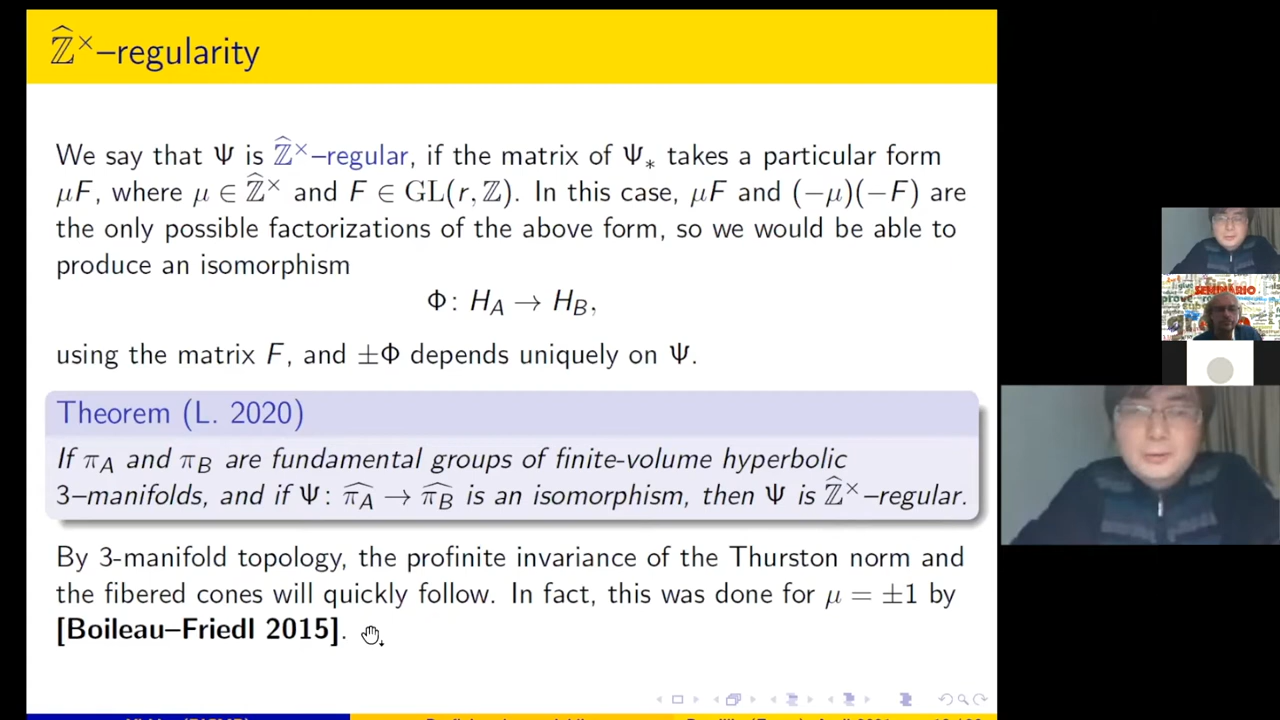 Ẑ×–regularity
We say that Ψ is Ẑ×–regular, if the matrix of Ψ∗ takes a particular form
μF, where μ ∈ Ẑ× and F ∈ GL(r, Z). In this case, μF and (−μ)(−F) are
the only possible factorizations of the above form, so we would be able to
produce an isomorphism
Φ: H_A → H_B,
using the matrix F, and ±Φ depends uniquely on Ψ.
Theorem (L. 2020)
If π_A and π_B are fundamental groups of finite-volume hyperbolic
3–manifolds, and if Ψ: π̂_A → π̂_B is an isomorphism, then Ψ is Ẑ×–regular.
By 3-manifold topology, the profinite invariance of the Thurston norm and
the fibered cones will quickly follow. In fact, this was done for μ = ±1 by
[Boileau–Friedl 2015].
SEMINARIO